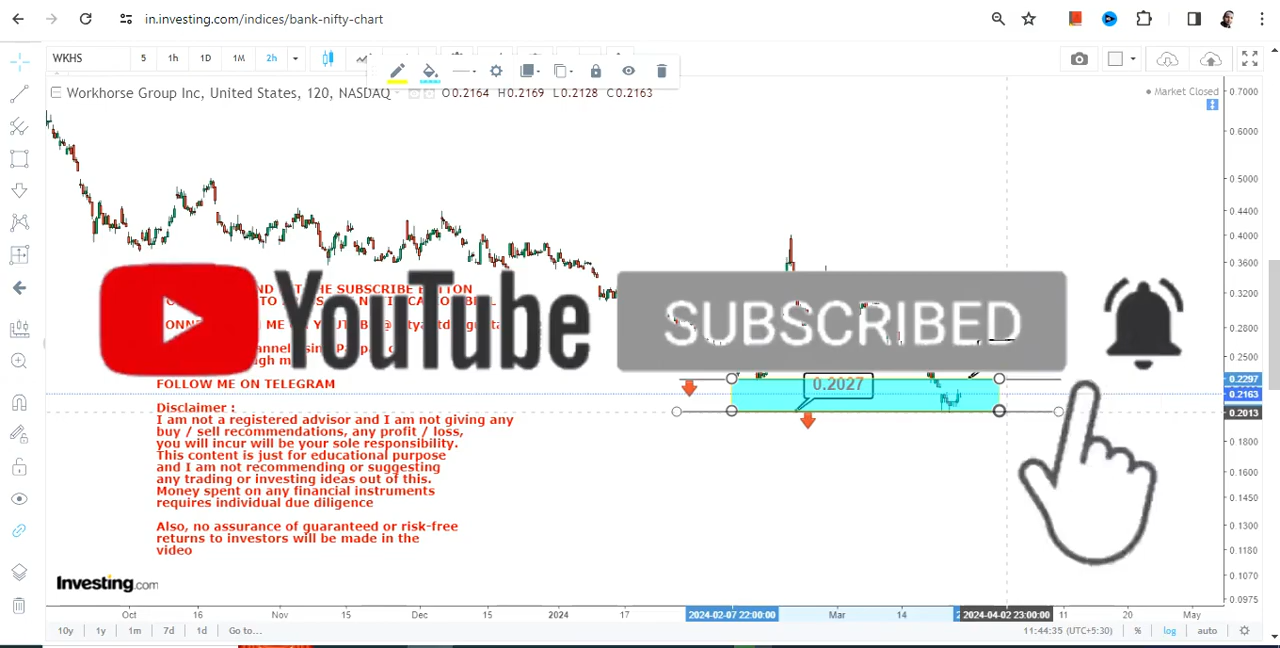 in.investing.com/indices/bank-nifty-chart
WKHS 5 1h 1D 1M 2h
Workhorse Group Inc, United States, 120, NASDAQ O0.2164 H0.2169 L0.2128 C0.2163
Market Closed
0.7000
0.6000
0.5000
0.4400
0.4000
0.3600
0.3200
0.2800
0.2500
0.2297
0.2163
0.2013
0.1800
0.1600
0.1450
0.1300
0.1180
0.1070
0.0975
THE SUBSCRIBE BUTTON
YouTube
SUBSCRIBED
0.2027
FOLLOW ME ON TELEGRAM
Disclaimer :
I am not a registered advisor and I am not giving any
buy / sell recommendations, any profit / loss,
you will incur will be your sole responsibility.
This content is just for educational purpose
and I am not recommending or suggesting
any trading or investing ideas out of this.
Money spent on any financial instruments
requires individual due diligence
Also, no assurance of guaranteed or risk-free
returns to investors will be made in the
video
Investing.com
Oct 16 Nov 15 Dec 15 2024 17 2024-02-07 22:00:00 Mar 14 2024-04-02 23:00:00 11 20 May
10y 1y 1m 7d 1d Go to... 11:44:35 (UTC+5:30) % log auto